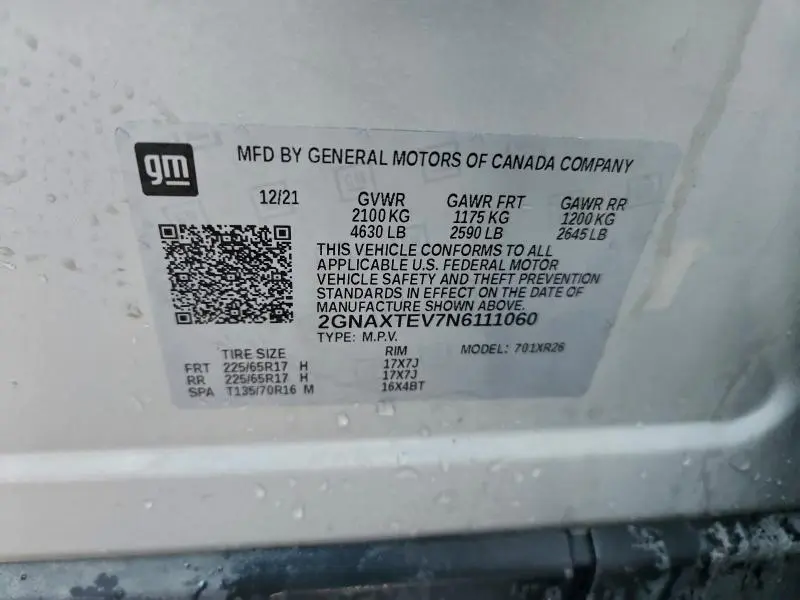 gm
MFD BY GENERAL MOTORS OF CANADA COMPANY
12/21 GVWR GAWR FRT GAWR RR
2100 KG 1175 KG 1200 KG
4630 LB 2590 LB 2645 LB
THIS VEHICLE CONFORMS TO ALL
APPLICABLE U.S. FEDERAL MOTOR
VEHICLE SAFETY AND THEFT PREVENTION
STANDARDS IN EFFECT ON THE DATE OF
MANUFACTURE SHOWN ABOVE.
2GNAXTEV7N6111060
TYPE: M.P.V. MODEL: 701XR26
TIRE SIZE RIM
FRT 225/65R17 H 17X7J
RR 225/65R17 H 17X7J
SPA T135/70R16 M 16X4BT